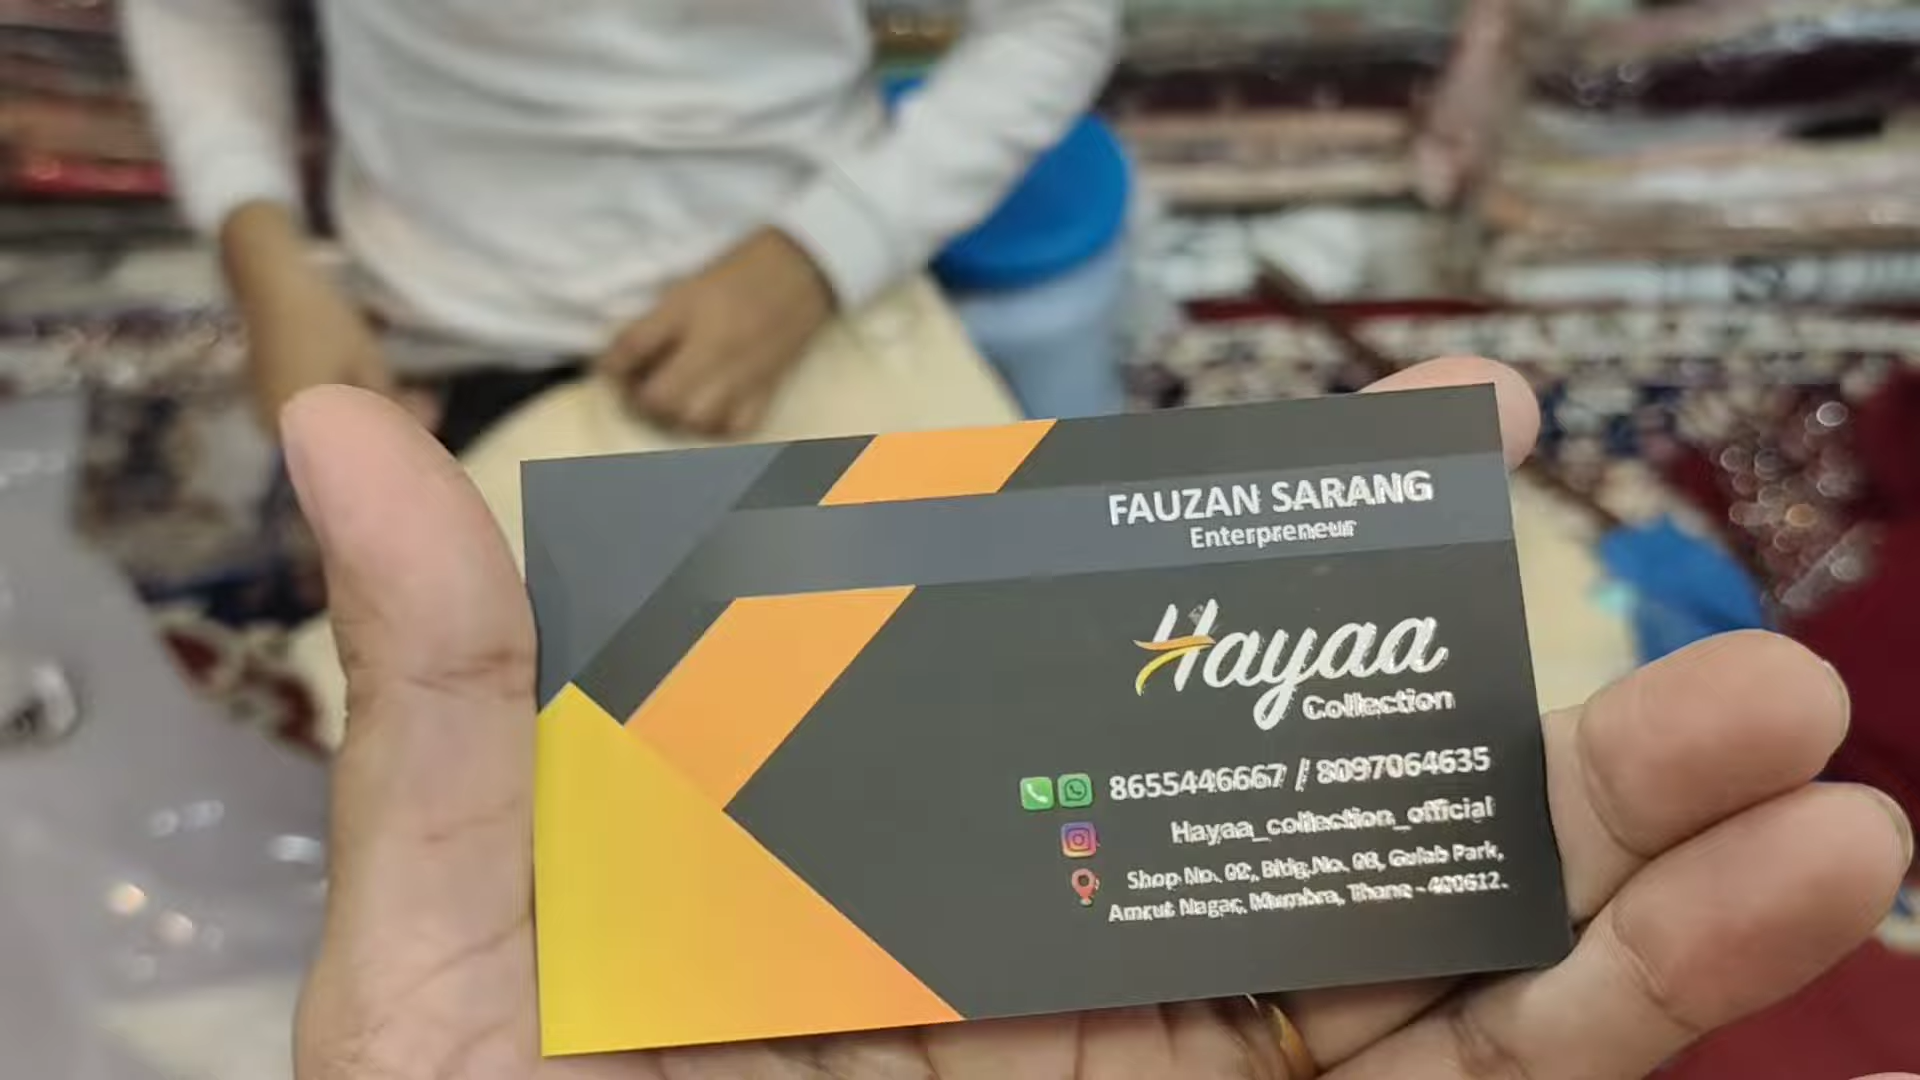 FAUZAN SARANG
Enterpreneur
Hayaa
Collection
8655446667 / 8097064635
Hayaa_collection_official
Shop No. 02, Bldg.No. 03, Gulab Park,
Amrut Nagar, Mumbra, Thane - 400612.